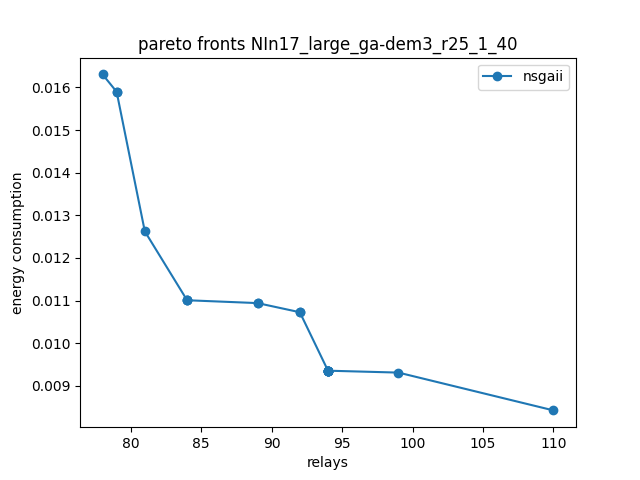 pareto fronts NIn17_large_ga-dem3_r25_1_40
nsgaii
energy consumption
0.016
0.015
0.014
0.013
0.012
0.011
0.010
0.009
80 85 90 95 100 105 110
relays